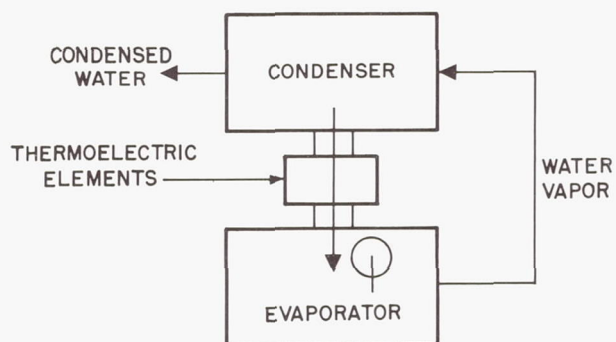 CONDENSED
WATER
CONDENSER
THERMOELECTRIC
ELEMENTS
WATER
VAPOR
EVAPORATOR